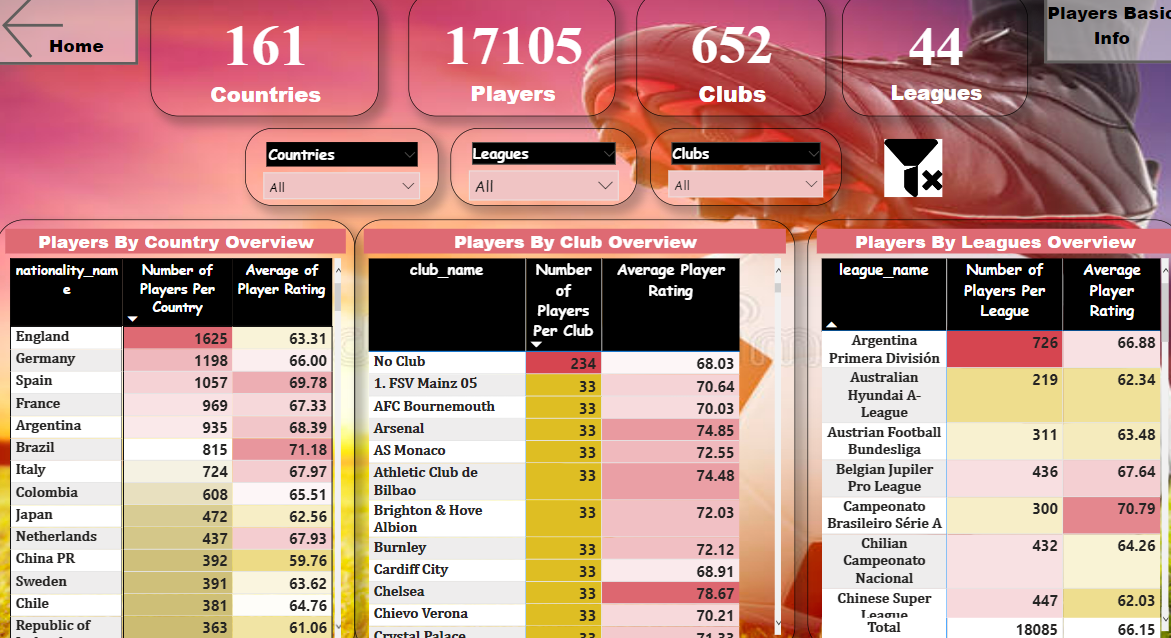 Home
161
Countries
17105
Players
652
Clubs
44
Leagues
Players Basic
Info
Countries
All
Leagues
All
Clubs
All
Players By Country Overview
nationality_nam
e
Number of
Players Per
Country
Average of
Player Rating
England 1625 63.31
Germany 1198 66.00
Spain 1057 69.78
France 969 67.33
Argentina 935 68.39
Brazil 815 71.18
Italy 724 67.97
Colombia 608 65.51
Japan 472 62.56
Netherlands 437 67.93
China PR 392 59.76
Sweden 391 63.62
Chile 381 64.76
Republic of 363 61.06
Players By Club Overview
club_name
Number
of
Players
Per Club
Average Player
Rating
No Club 234 68.03
1. FSV Mainz 05 33 70.64
AFC Bournemouth 33 70.03
Arsenal 33 74.85
AS Monaco 33 72.55
Athletic Club de 33 74.48
Bilbao
Brighton & Hove 33 72.03
Albion
Burnley 33 72.12
Cardiff City 33 68.91
Chelsea 33 78.67
Chievo Verona 33 70.21
Crystal Palace 33 71.33
Players By Leagues Overview
league_name
Number of
Players Per
League
Average
Player
Rating
Argentina 726 66.88
Primera División
Australian 219 62.34
Hyundai A-
League
Austrian Football 311 63.48
Bundesliga
Belgian Jupiler 436 67.64
Pro League
Campeonato 300 70.79
Brasileiro Série A
Chilian 432 64.26
Campeonato
Nacional
Chinese Super 447 62.03
League
Total 18085 66.15